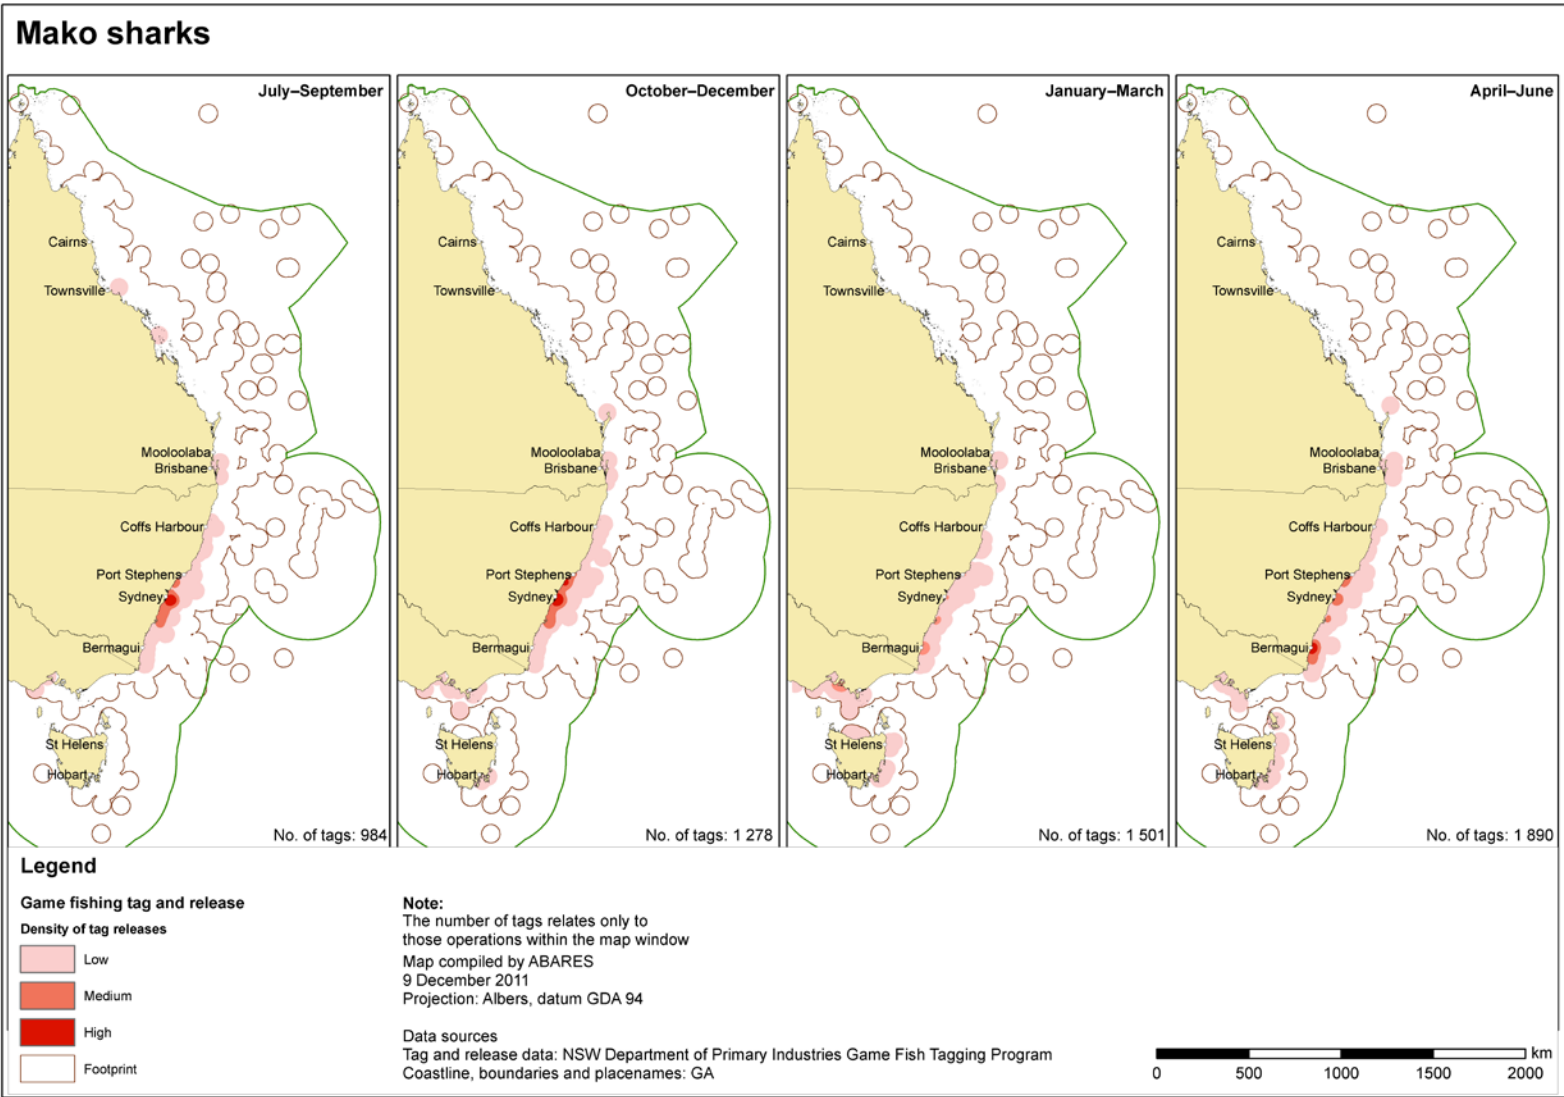 Mako sharks
July–September
Cairns
Townsville
Mooloolaba
Brisbane
Coffs Harbour
Port Stephens
Sydney
Bermagui
St Helens
Hobart
No. of tags: 984
October–December
Cairns
Townsville
Mooloolaba
Brisbane
Coffs Harbour
Port Stephens
Sydney
Bermagui
St Helens
Hobart
No. of tags: 1 278
January–March
Cairns
Townsville
Mooloolaba
Brisbane
Coffs Harbour
Port Stephens
Sydney
Bermagui
St Helens
Hobart
No. of tags: 1 501
April–June
Cairns
Townsville
Mooloolaba
Brisbane
Coffs Harbour
Port Stephens
Sydney
Bermagui
St Helens
Hobart
No. of tags: 1 890
Legend
Game fishing tag and release
Density of tag releases
Low
Medium
High
Footprint
Note:
The number of tags relates only to
those operations within the map window
Map compiled by ABARES
9 December 2011
Projection: Albers, datum GDA 94
Data sources
Tag and release data: NSW Department of Primary Industries Game Fish Tagging Program
Coastline, boundaries and placenames: GA
km
0 500 1000 1500 2000